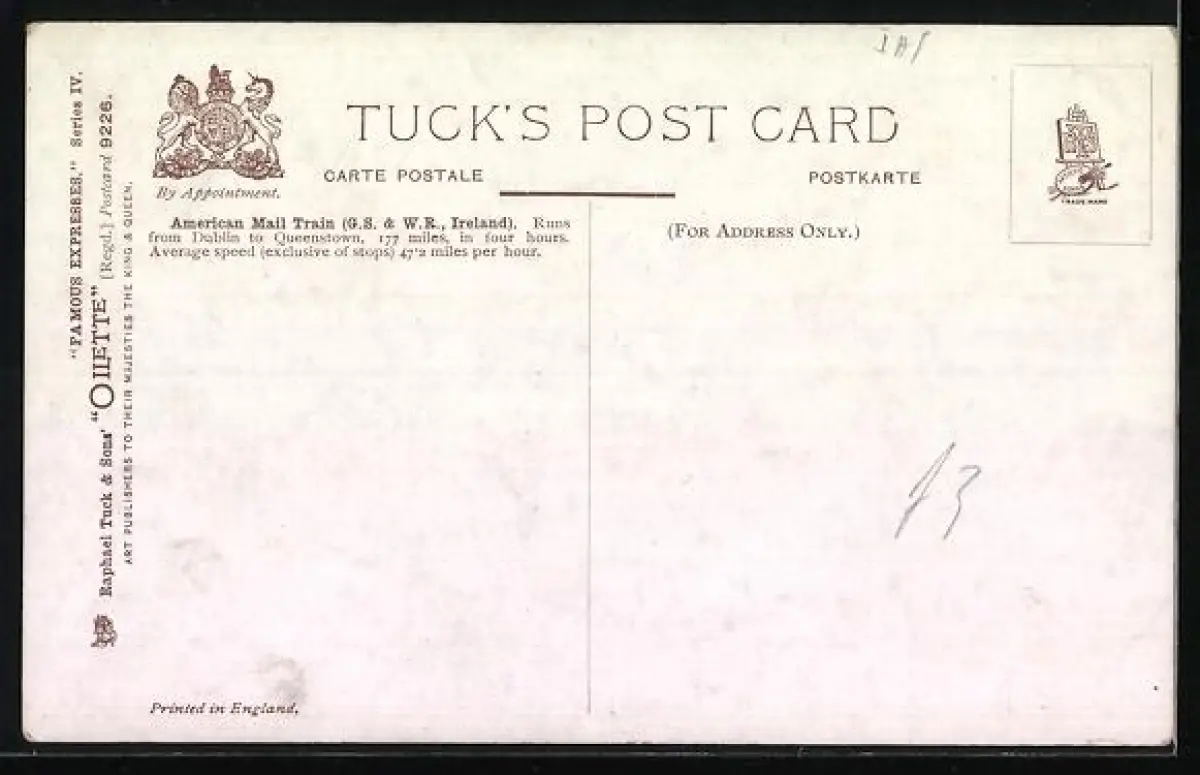 TUCK'S POST CARD
CARTE POSTALE
POSTKARTE
By Appointment.
TRADE MARK
American Mail Train (G.S. & W.R., Ireland). Runs
from Dublin to Queenstown, 177 miles, in four hours.
Average speed (exclusive of stops) 47·2 miles per hour.
(FOR ADDRESS ONLY.)
"FAMOUS EXPRESSES." Series IV.
Raphael Tuck & Sons' "OILETTE" [Regd.] Postcard 9226.
ART PUBLISHERS TO THEIR MAJESTIES THE KING & QUEEN.
Printed in England.